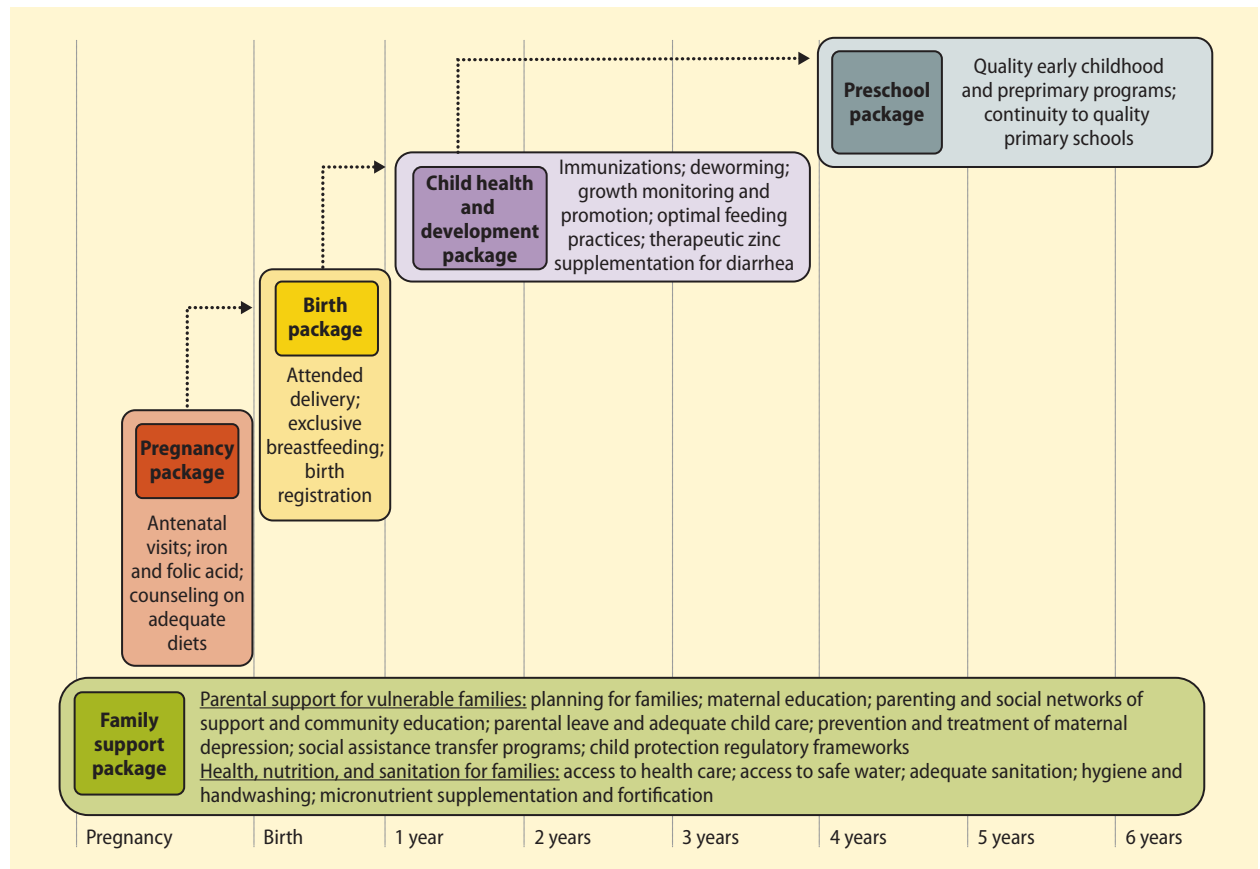 Preschool
package
Quality early childhood
and preprimary programs;
continuity to quality
primary schools
Child health
and
development
package
Immunizations; deworming;
growth monitoring and
promotion; optimal feeding
practices; therapeutic zinc
supplementation for diarrhea
Birth
package
Attended
delivery;
exclusive
breastfeeding;
birth
registration
Pregnancy
package
Antenatal
visits; iron
and folic acid;
counseling on
adequate
diets
Family
support
package
Parental support for vulnerable families: planning for families; maternal education; parenting and social networks of
support and community education; parental leave and adequate child care; prevention and treatment of maternal
depression; social assistance transfer programs; child protection regulatory frameworks
Health, nutrition, and sanitation for families: access to health care; access to safe water; adequate sanitation; hygiene and
handwashing; micronutrient supplementation and fortification
Pregnancy
Birth
1 year
2 years
3 years
4 years
5 years
6 years